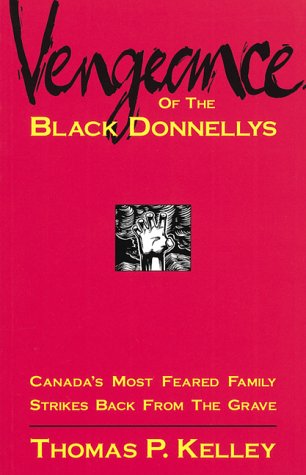 Vengeance
OF THE
BLACK DONNELLYS
CANADA'S MOST FEARED FAMILY
STRIKES BACK FROM THE GRAVE
THOMAS P. KELLEY